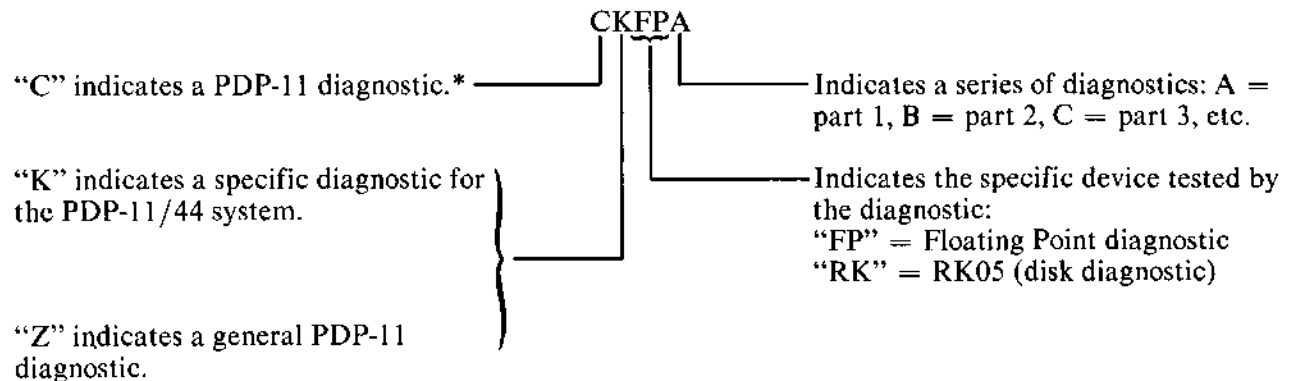 CKFPA
“C” indicates a PDP-11 diagnostic.*
“K” indicates a specific diagnostic for
the PDP-11/44 system.
“Z” indicates a general PDP-11
diagnostic.
Indicates a series of diagnostics: A =
part 1, B = part 2, C = part 3, etc.
Indicates the specific device tested by
the diagnostic:
“FP” = Floating Point diagnostic
“RK” = RK05 (disk diagnostic)